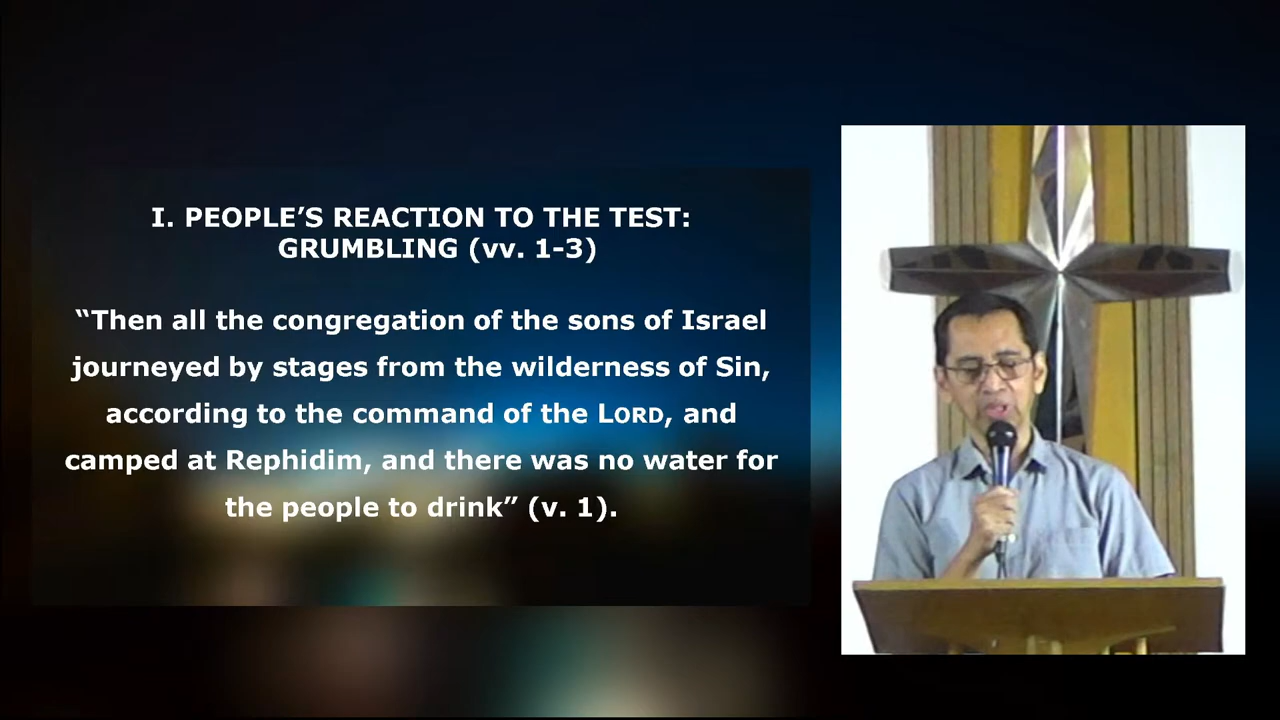 I. PEOPLE’S REACTION TO THE TEST:
GRUMBLING (vv. 1-3)
“Then all the congregation of the sons of Israel
journeyed by stages from the wilderness of Sin,
according to the command of the LORD, and
camped at Rephidim, and there was no water for
the people to drink” (v. 1).